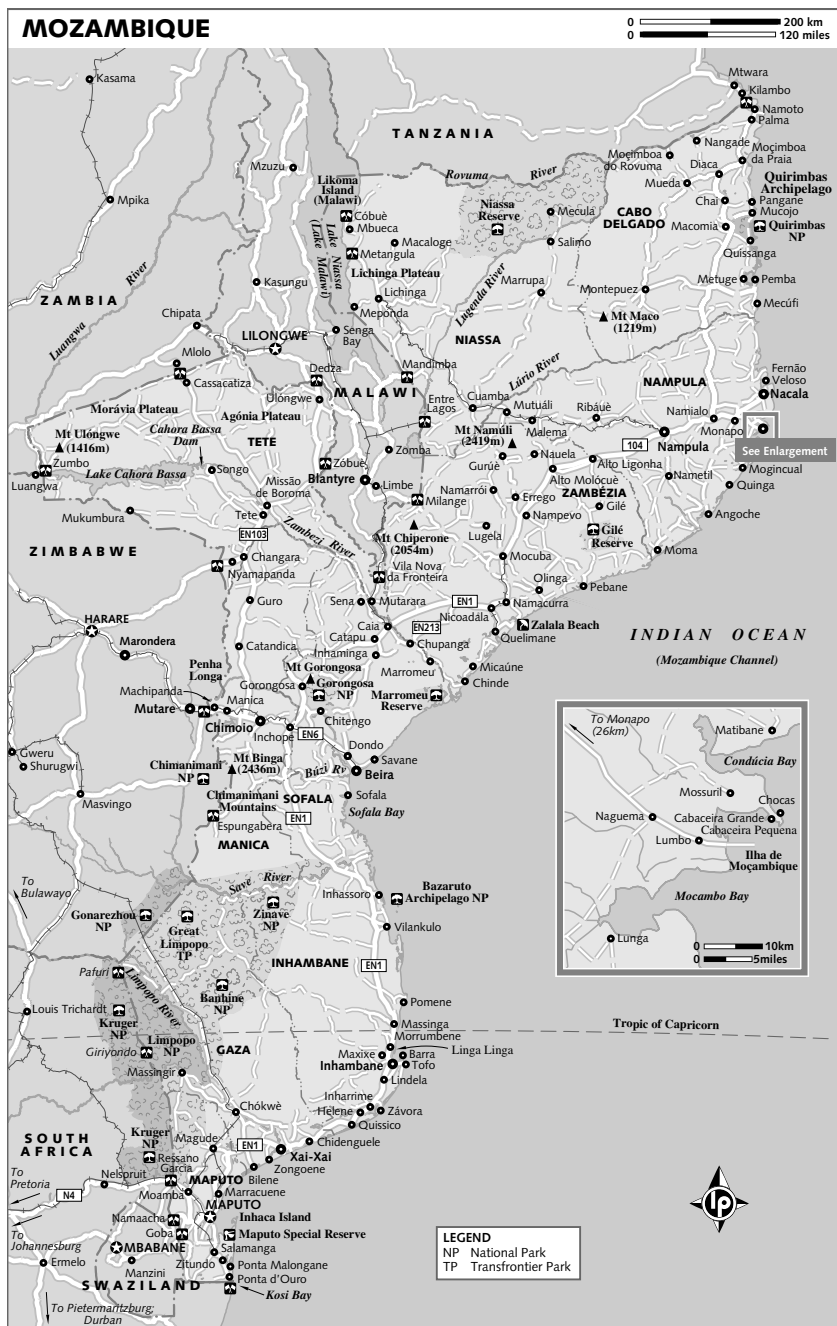 MOZAMBIQUE
0 200 km
0 120 miles
Kasama
Mtwara
Kilambo
Namoto
Palma
TANZANIA
Nangade
Moçimboa
do Rovuma
Moçimboa
da Praia
Diaca
Mzuzu
Rovuma River
Mueda
Quirimbas
Archipelago
Likoma
Island
(Malawi)
Mpika
Niassa
Reserve
Mecula
CABO
DELGADO
Chai
Pangane
Mucojo
Cóbuè
Mbueca
Lake Niassa
(Lake Malawi)
Macaloge
Salimo
Macomia
Quirimbas
NP
Metangula
Quissanga
Lichinga Plateau
Kasungu
Lugenda River
Marrupa
Montepuez
Metuge
Pemba
ZAMBIA
Luangwa River
Lichinga
Meponda
Mecúfi
Chipata
LILONGWE
Senga
Bay
NIASSA
Mt Maco
(1219m)
Mlolo
Cassacatiza
Dedza
Mandimba
Lúrio River
NAMPULA
Fernão
Veloso
Nacala
Ulóngwe
MALAWI
Morávia Plateau
Agónia Plateau
Entre
Lagos
Cuamba
Mutuáli
Ribáuè
Namialo
Monapo
Cahora Bassa
Dam
TETE
Mt Ulóngwe
(1416m)
Mt Namúli
(2419m)
Malema
104
Nampula
See Enlargement
Zumbo
Songo
Zóbuè
Zomba
Nauela
Gurúè
Alto Ligonha
Mogincual
Luangwa
Lake Cahora Bassa
Blantyre
Limbe
Alto Molócuè
Nametil
Quinga
Missão
de Boroma
Namarrói
ZAMBÉZIA
Milange
Errego
Gilé
Mukumbura
Tete
Nampevo
Angoche
Zambezi River
Mt Chiperone
(2054m)
Lugela
Gilé
Reserve
ZIMBABWE
EN103
Changara
Mocuba
Moma
Nyamapanda
Vila Nova
da Fronteira
Olinga
Pebane
Guro
Sena
Mutarara
EN1
Namacurra
Nicoadála
HARARE
Caia
EN213
Zalala Beach
INDIAN OCEAN
(Mozambique Channel)
Marondera
Catandica
Catapu
Chupanga
Quelimane
Inhaminga
Penha
Longa
Mt Gorongosa
Marromeu
Micaúne
Machipanda
Gorongosa
Gorongosa
NP
Marromeu
Reserve
Chinde
Manica
Mutare
Chimoio
Chitengo
Inchope
EN6
Gweru
Shurugwi
Dondo
Savane
Chimanimani
NP
Mt Binga
(2436m)
Búzi Rv
Beira
Masvingo
Chimanimani
Mountains
SOFALA
Sofala
Sofala Bay
Espungabera
EN1
MANICA
To
Bulawayo
Save River
Inhassoro
Bazaruto
Archipelago NP
Gonarezhou
NP
Great
Limpopo
TP
Zinave
NP
Vilankulo
INHAMBANE
EN1
Pafuri
Limpopo River
Banhine
NP
Pomene
Louis Trichardt
Kruger
NP
Massinga
Tropic of Capricorn
Limpopo
NP
Morrumbene
Linga Linga
Giriyondo
GAZA
Maxixe
Barra
Tofo
Massingir
Inhambane
Lindela
Chókwè
Inharrime
Helene
Závora
Quissico
SOUTH
AFRICA
Kruger
NP
Magude
EN1
Chidenguele
Xai-Xai
Ressano
Garcia
Zongoene
To
Pretoria
Nelspruit
MAPUTO
Bilene
N4
Moamba
Marracuene
MAPUTO
Namaacha
Inhaca Island
To
Johannesburg
MBABANE
Goba
Maputo Special Reserve
Ermelo
Salamanga
Manzini
Zitundo
Ponta Malongane
SWAZILAND
Ponta d'Ouro
Kosi Bay
To Pietermaritzburg;
Durban
To Monapo
(26km)
Matibane
Condúcia Bay
Mossuril
Chocas
Naguema
Cabaceira Grande
Cabaceira Pequena
Lumbo
Ilha de
Moçambique
Mocambo Bay
Lunga
0 10km
0 5miles
lp
LEGEND
NP National Park
TP Transfrontier Park